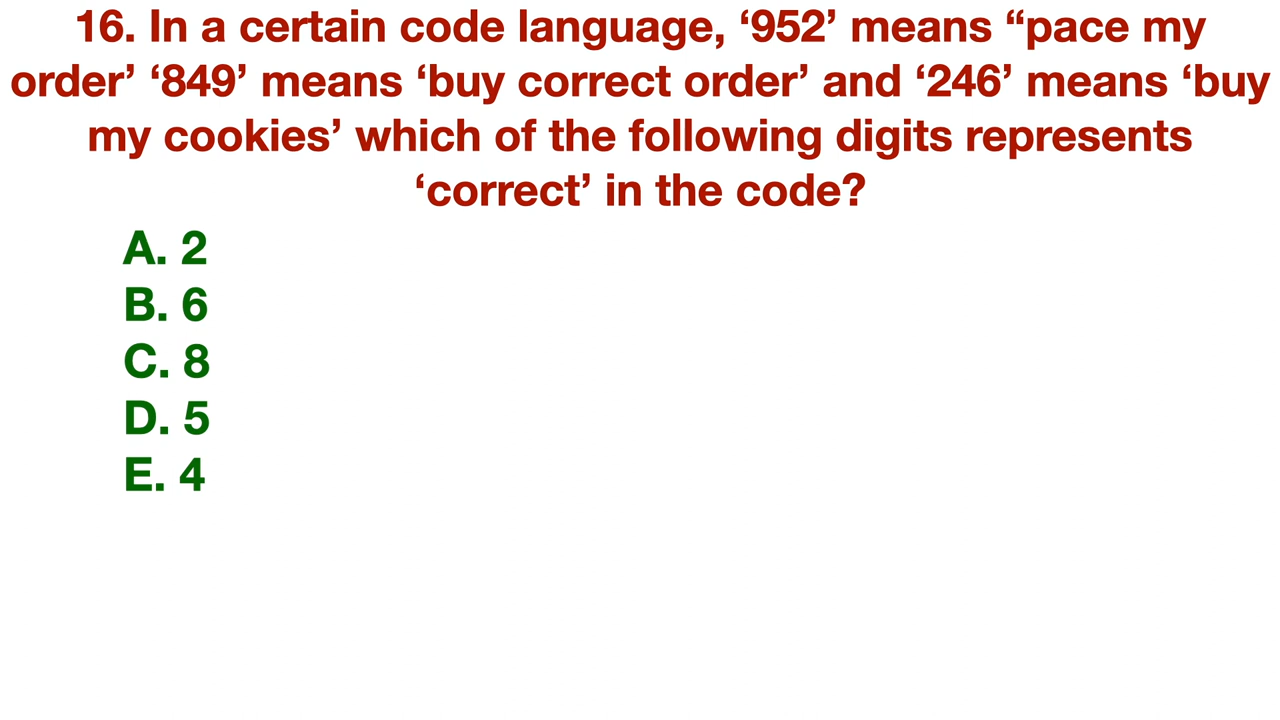 16. In a certain code language, ‘952’ means “pace my
order’ ‘849’ means ‘buy correct order’ and ‘246’ means ‘buy
my cookies’ which of the following digits represents
‘correct’ in the code?
A. 2
B. 6
C. 8
D. 5
E. 4